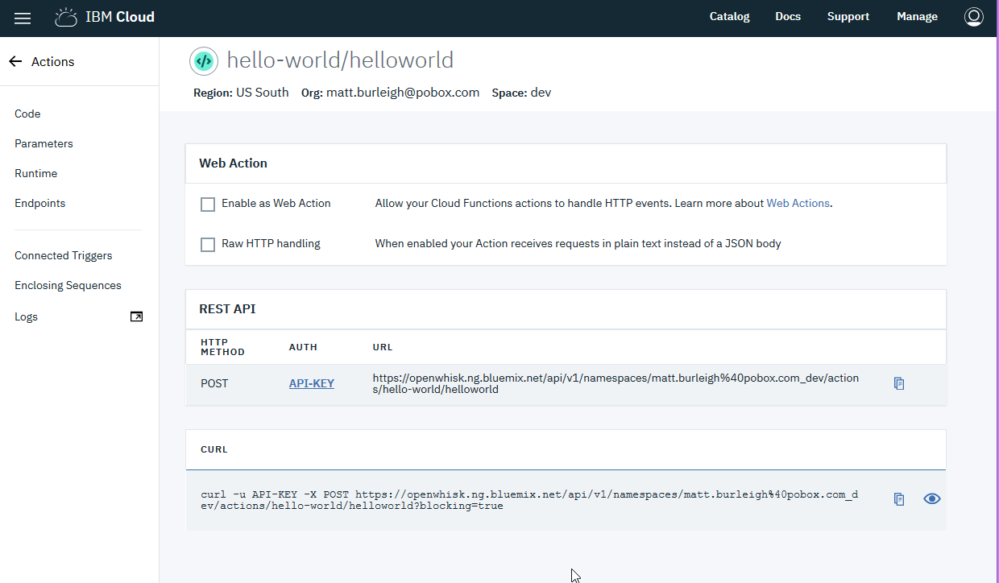 IBM Cloud
Catalog Docs Support Manage
Actions
Code
Parameters
Runtime
Endpoints
Connected Triggers
Enclosing Sequences
Logs
hello-world/helloworld
Region: US South Org: matt.burleigh@pobox.com Space: dev
Web Action
Enable as Web Action Allow your Cloud Functions actions to handle HTTP events. Learn more about Web Actions.
Raw HTTP handling When enabled your Action receives requests in plain text instead of a JSON body
REST API
HTTP
METHOD AUTH URL
POST API-KEY https://openwhisk.ng.bluemix.net/api/v1/namespaces/matt.burleigh%40pobox.com_dev/action
s/hello-world/helloworld
CURL
curl -u API-KEY -X POST https://openwhisk.ng.bluemix.net/api/v1/namespaces/matt.burleigh%40pobox.com_d
ev/actions/hello-world/helloworld?blocking=true